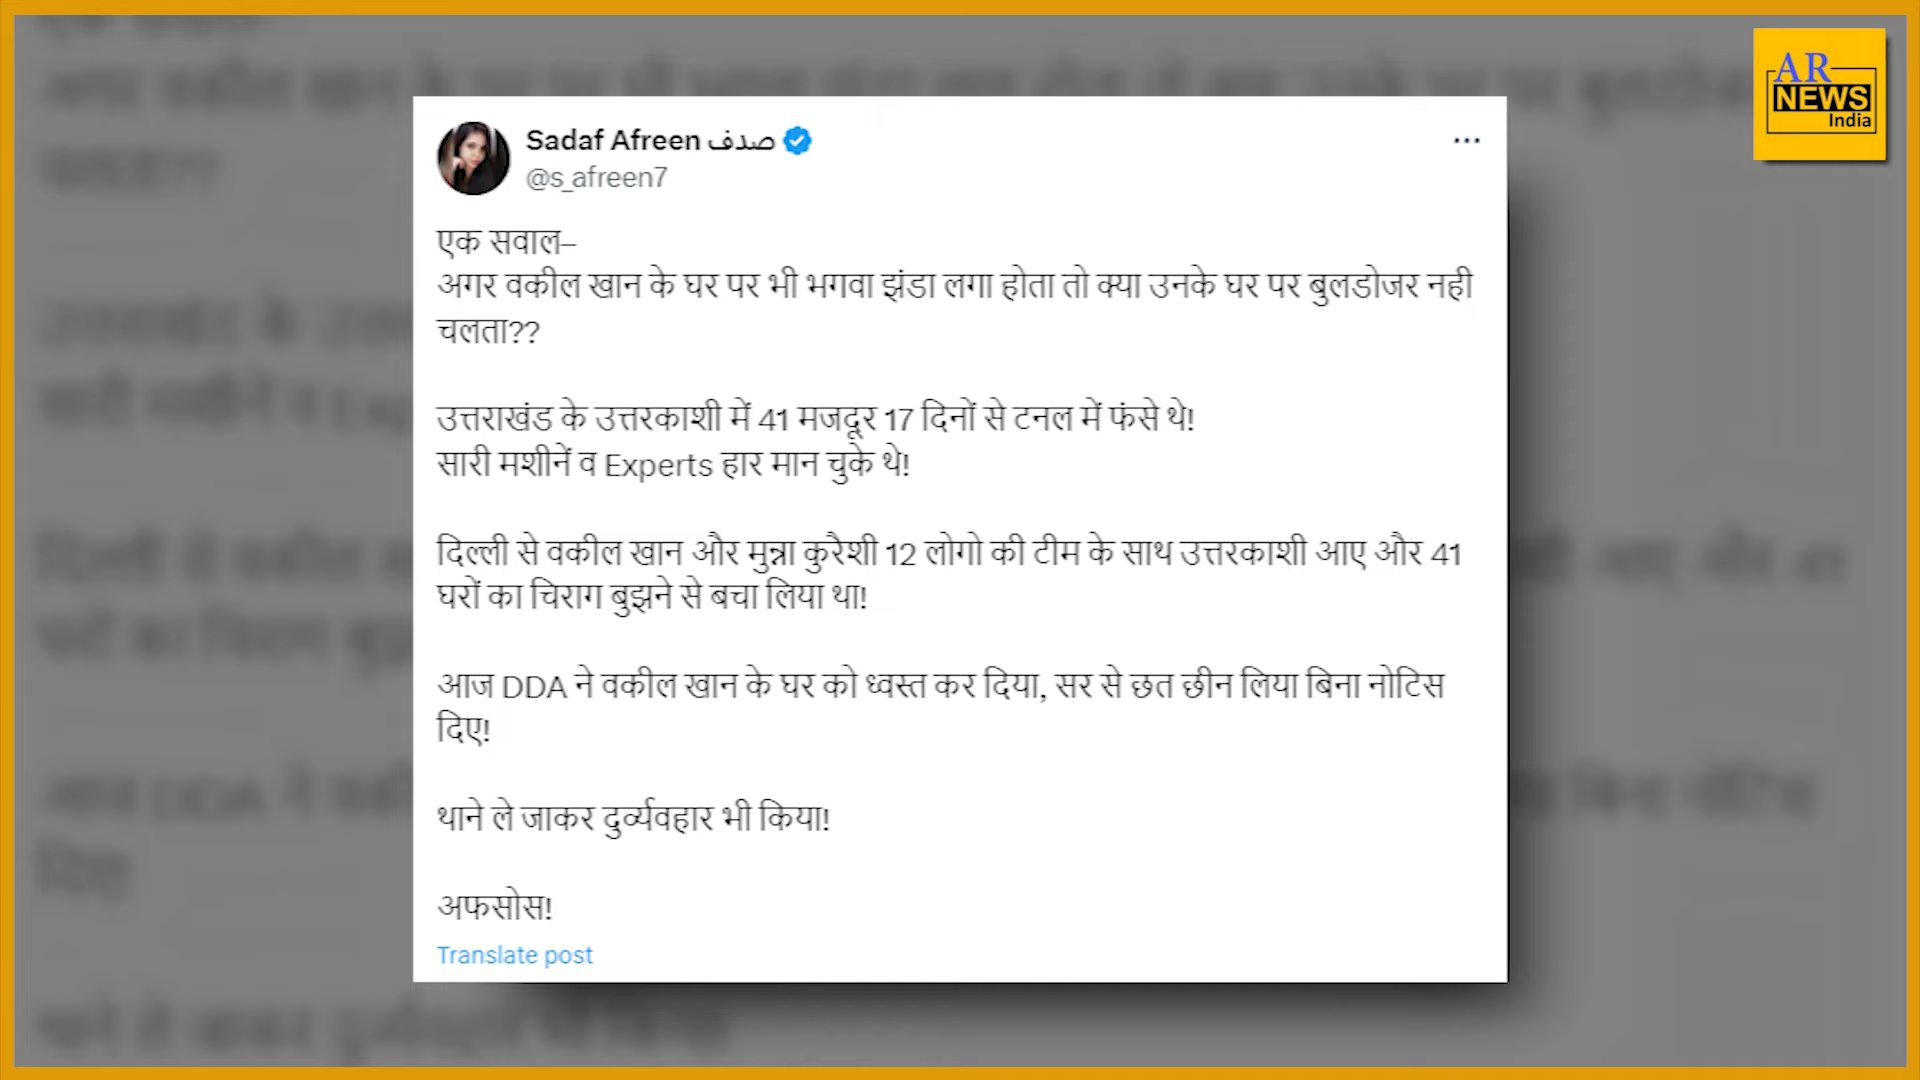 AR
NEWS
India
Sadaf Afreen صدف
@s_afreen7
एक सवाल–
अगर वकील खान के घर पर भी भगवा झंडा लगा होता तो क्या उनके घर पर बुलडोजर नही
चलता??
उत्तराखंड के उत्तरकाशी में 41 मजदूर 17 दिनों से टनल में फंसे थे!
सारी मशीनें व Experts हार मान चुके थे!
दिल्ली से वकील खान और मुन्ना कुरैशी 12 लोगो की टीम के साथ उत्तरकाशी आए और 41
घरों का चिराग बुझने से बचा लिया था!
आज DDA ने वकील खान के घर को ध्वस्त कर दिया, सर से छत छीन लिया बिना नोटिस
दिए!
थाने ले जाकर दुर्व्यवहार भी किया!
अफसोस!
Translate post